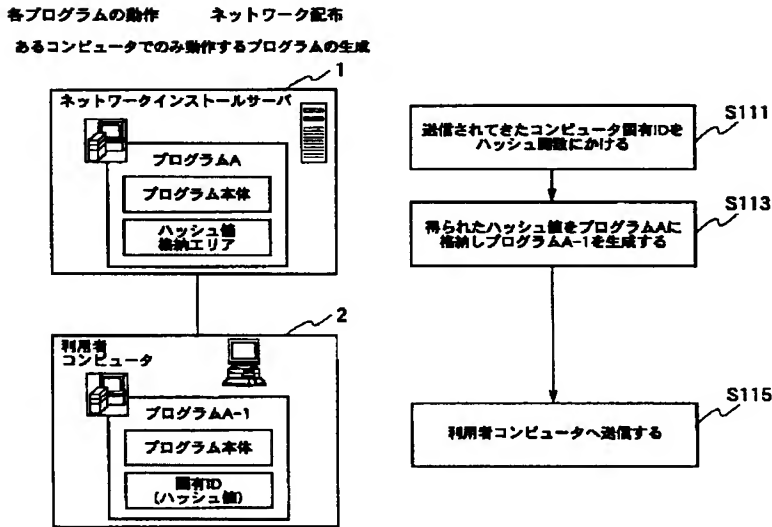 各プログラムの動作 ネットワーク配布
あるコンピュータでのみ動作するプログラムの生成
1
ネットワークインストールサーバ
プログラムA
プログラム本体
ハッシュ値
格納エリア
2
利用者
コンピュータ
プログラムA-1
プログラム本体
固有ID
(ハッシュ値)
S111
送信されてきたコンピュータ固有IDを
ハッシュ関数にかける
S113
得られたハッシュ値をプログラムAに
格納しプログラムA-1を生成する
S115
利用者コンピュータへ送信する